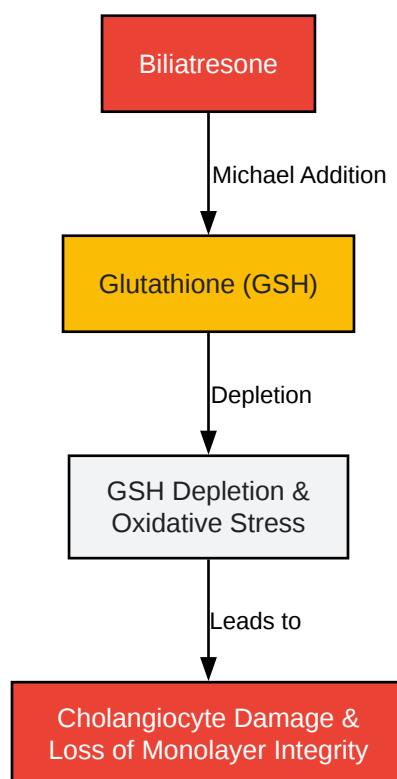 Biliatresone
Michael Addition
Glutathione (GSH)
Depletion
GSH Depletion &
Oxidative Stress
Leads to
Cholangiocyte Damage &
Loss of Monolayer Integrity